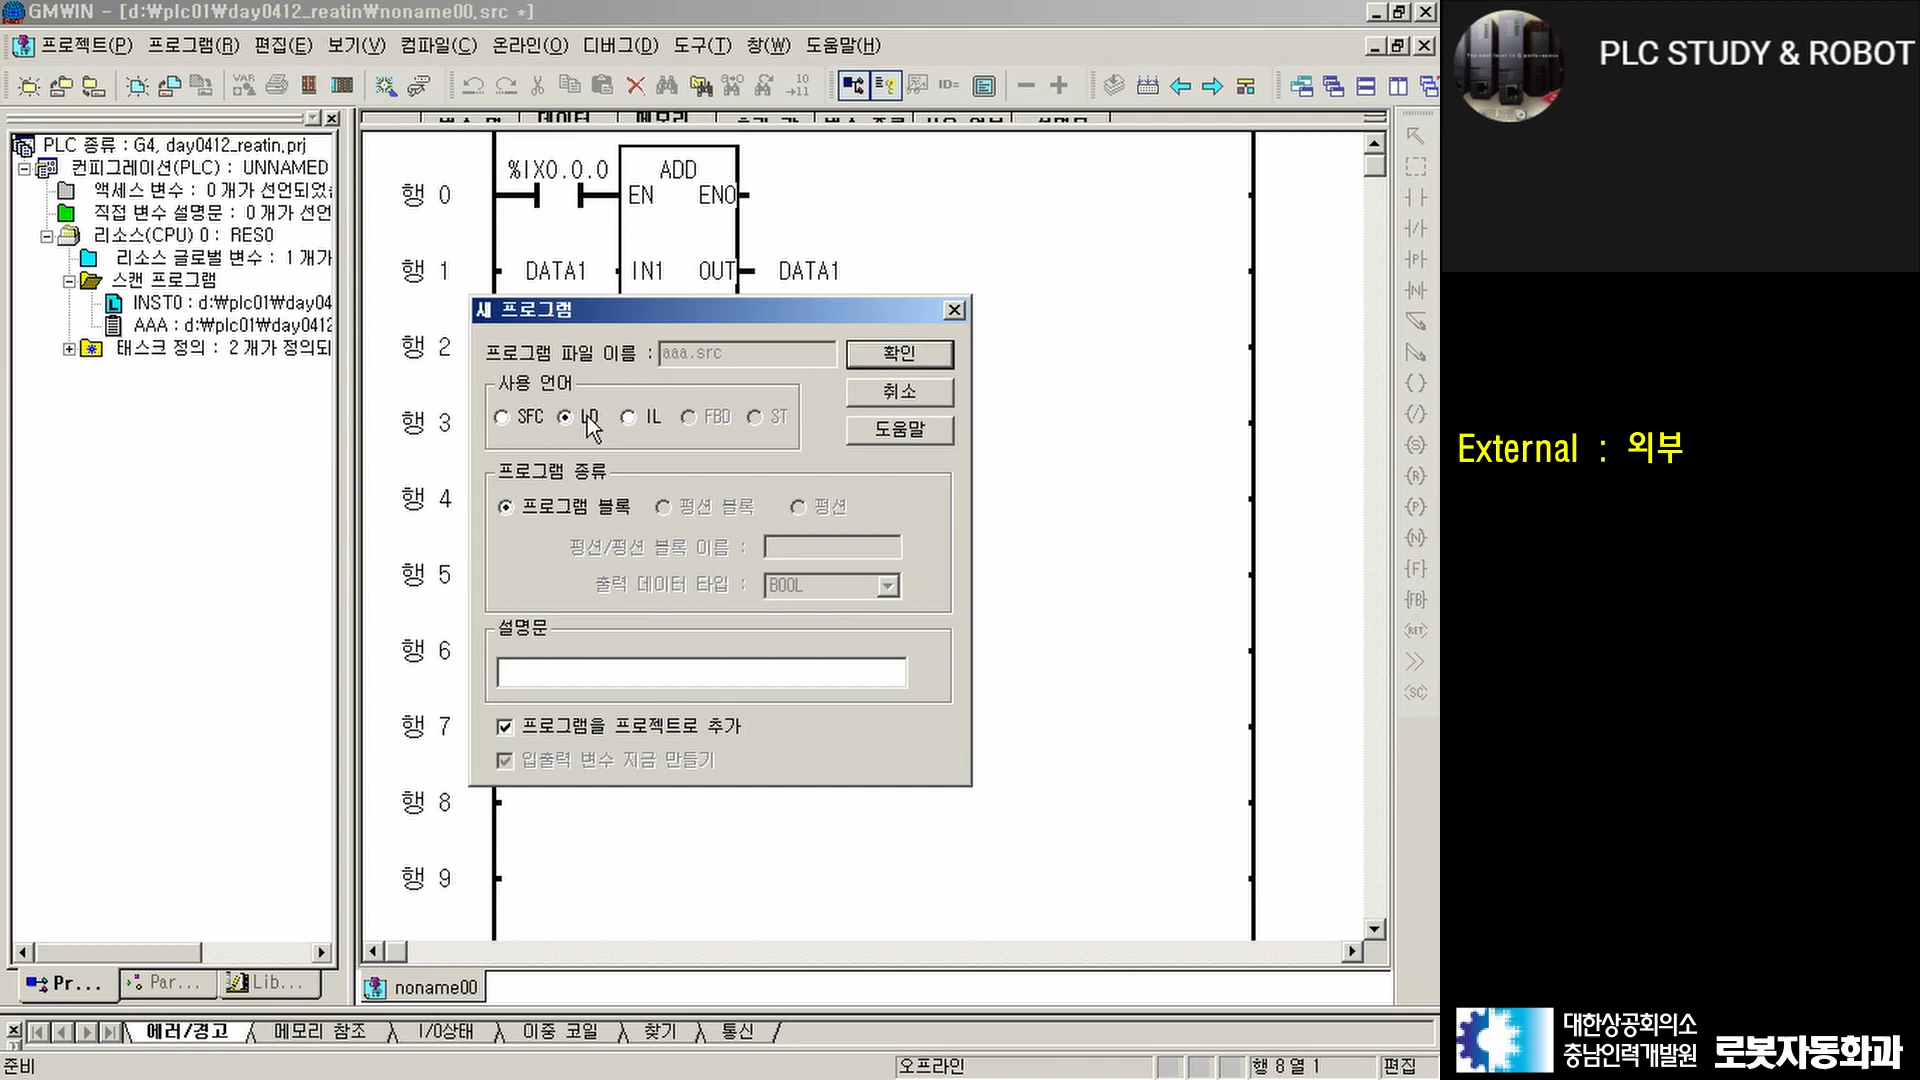 GMWIN - [d:₩plc01₩day0412_reatin₩noname00.src *]
프로젝트(P) 프로그램(R) 편집(E) 보기(V) 컴파일(C) 온라인(O) 디버그(D) 도구(T) 창(W) 도움말(H)
PLC 종류 : G4, day0412_reatin.prj
컨피그레이션(PLC) : UNNAMED
액세스 변수 : 0 개가 선언되었
직접 변수 설명문 : 0 개가 선언
리소스(CPU) 0 : RES0
리소스 글로벌 변수 : 1 개가
스캔 프로그램
INST0 : d:₩plc01₩day04
AAA : d:₩plc01₩day0412
태스크 정의 : 2 개가 정의되
Pr... Par... Lib...
행 0
%IX0.0.0
ADD
EN ENO
행 1
DATA1 IN1 OUT DATA1
행 2
행 3
행 4
행 5
행 6
행 7
행 8
행 9
새 프로그램
프로그램 파일 이름 : aaa.src
확인
사용 언어
취소
SFC LD IL FBD ST
도움말
프로그램 종류
프로그램 블록 펑션 블록 펑션
펑션/펑션 블록 이름 :
출력 데이터 타입 : BOOL
설명문
프로그램을 프로젝트로 추가
입출력 변수 지금 만들기
noname00
에러/경고 메모리 참조 I/O상태 이중 코일 찾기 통신
준비 오프라인 행 8 열 1 편집
PLC STUDY & ROBOT
External : 외부
대한상공회의소
충남인력개발원 로봇자동화과